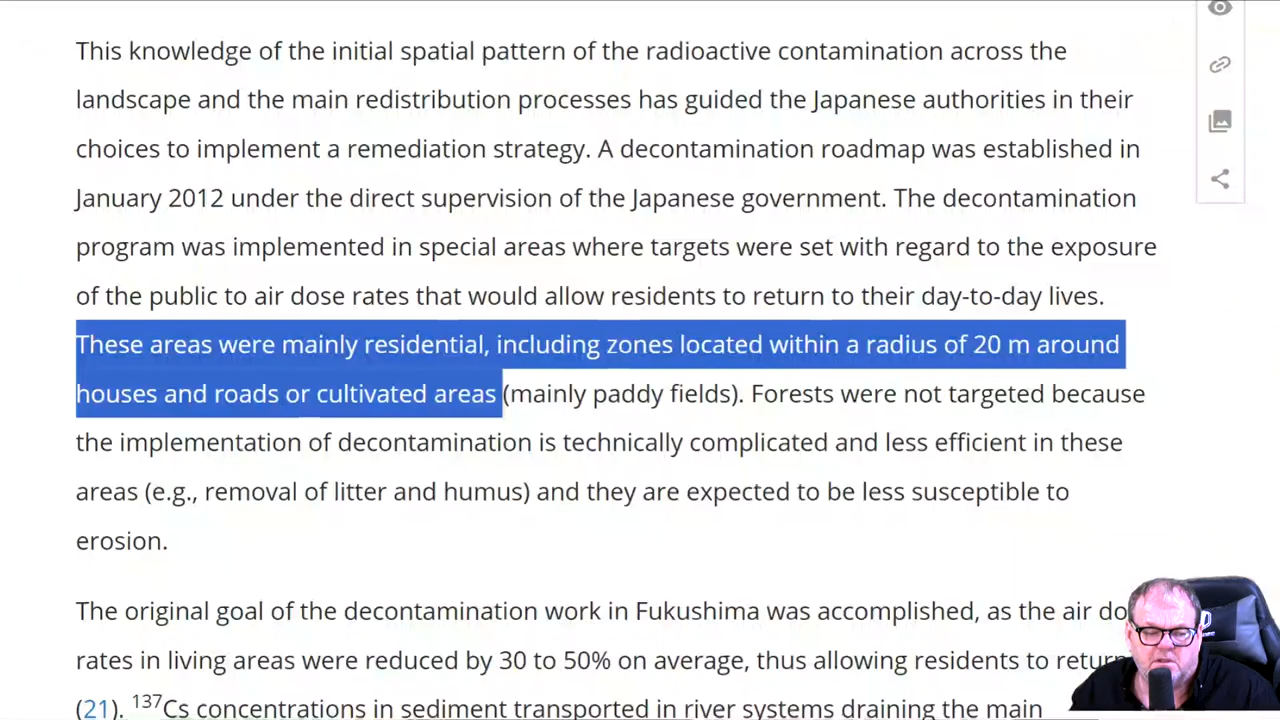 This knowledge of the initial spatial pattern of the radioactive contamination across the
landscape and the main redistribution processes has guided the Japanese authorities in their
choices to implement a remediation strategy. A decontamination roadmap was established in
January 2012 under the direct supervision of the Japanese government. The decontamination
program was implemented in special areas where targets were set with regard to the exposure
of the public to air dose rates that would allow residents to return to their day-to-day lives.
These areas were mainly residential, including zones located within a radius of 20 m around
houses and roads or cultivated areas (mainly paddy fields). Forests were not targeted because
the implementation of decontamination is technically complicated and less efficient in these
areas (e.g., removal of litter and humus) and they are expected to be less susceptible to
erosion.
The original goal of the decontamination work in Fukushima was accomplished, as the air do
rates in living areas were reduced by 30 to 50% on average, thus allowing residents to retur
(21). ¹³⁷Cs concentrations in sediment transported in river systems draining the main